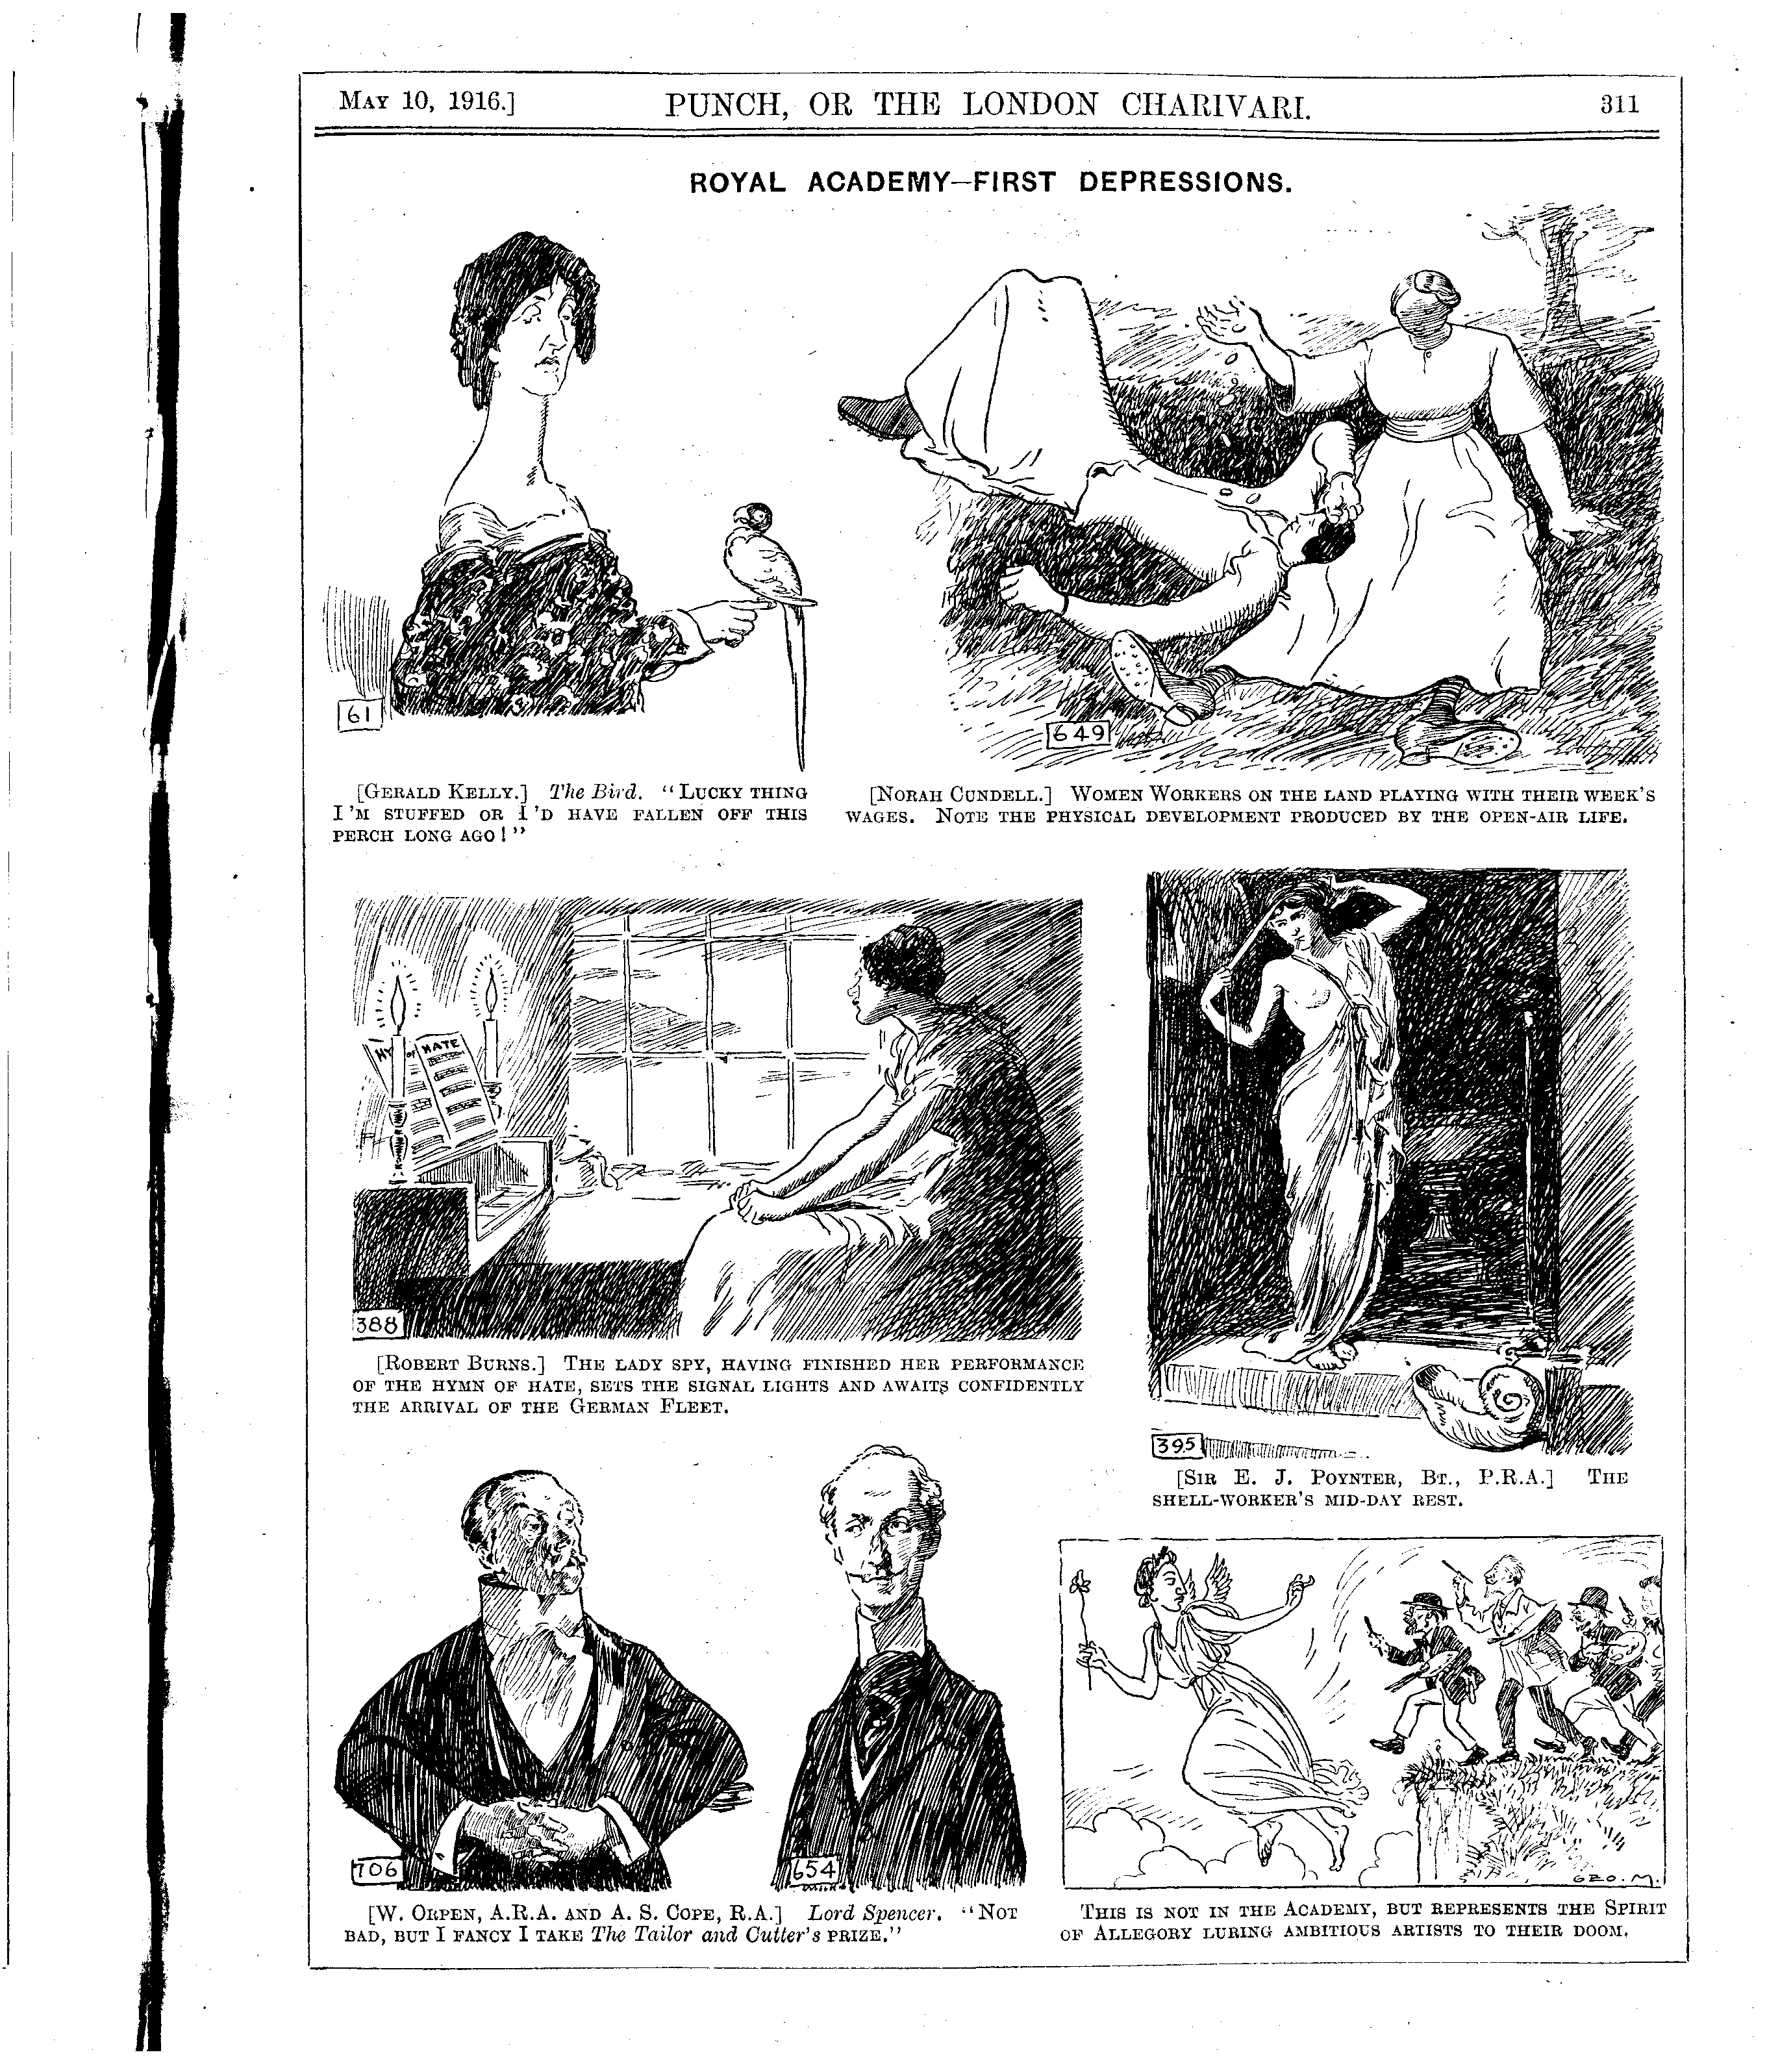 MAY 10, 1916.]
PUNCH, OR THE LONDON CHARIVARI.
311
ROYAL ACADEMY—FIRST DEPRESSIONS.
61
649
[GERALD KELLY.] The Bird. "LUCKY THING
I'M STUFFED OR I'D HAVE FALLEN OFF THIS
PERCH LONG AGO!"
[NORAH CUNDELL.] WOMEN WORKERS ON THE LAND PLAYING WITH THEIR WEEK'S
WAGES. NOTE THE PHYSICAL DEVELOPMENT PRODUCED BY THE OPEN-AIR LIFE.
HY OF HATE
388
[ROBERT BURNS.] THE LADY SPY, HAVING FINISHED HER PERFORMANCE
OF THE HYMN OF HATE, SETS THE SIGNAL LIGHTS AND AWAITS CONFIDENTLY
THE ARRIVAL OF THE GERMAN FLEET.
395
[SIR E. J. POYNTER, BT., P.R.A.] THE
SHELL-WORKER'S MID-DAY REST.
706
654
[W. ORPEN, A.R.A. AND A. S. COPE, R.A.] Lord Spencer. "NOT
BAD, BUT I FANCY I TAKE The Tailor and Cutter's PRIZE."
GEO. M.
THIS IS NOT IN THE ACADEMY, BUT REPRESENTS THE SPIRIT
OF ALLEGORY LURING AMBITIOUS ARTISTS TO THEIR DOOM.